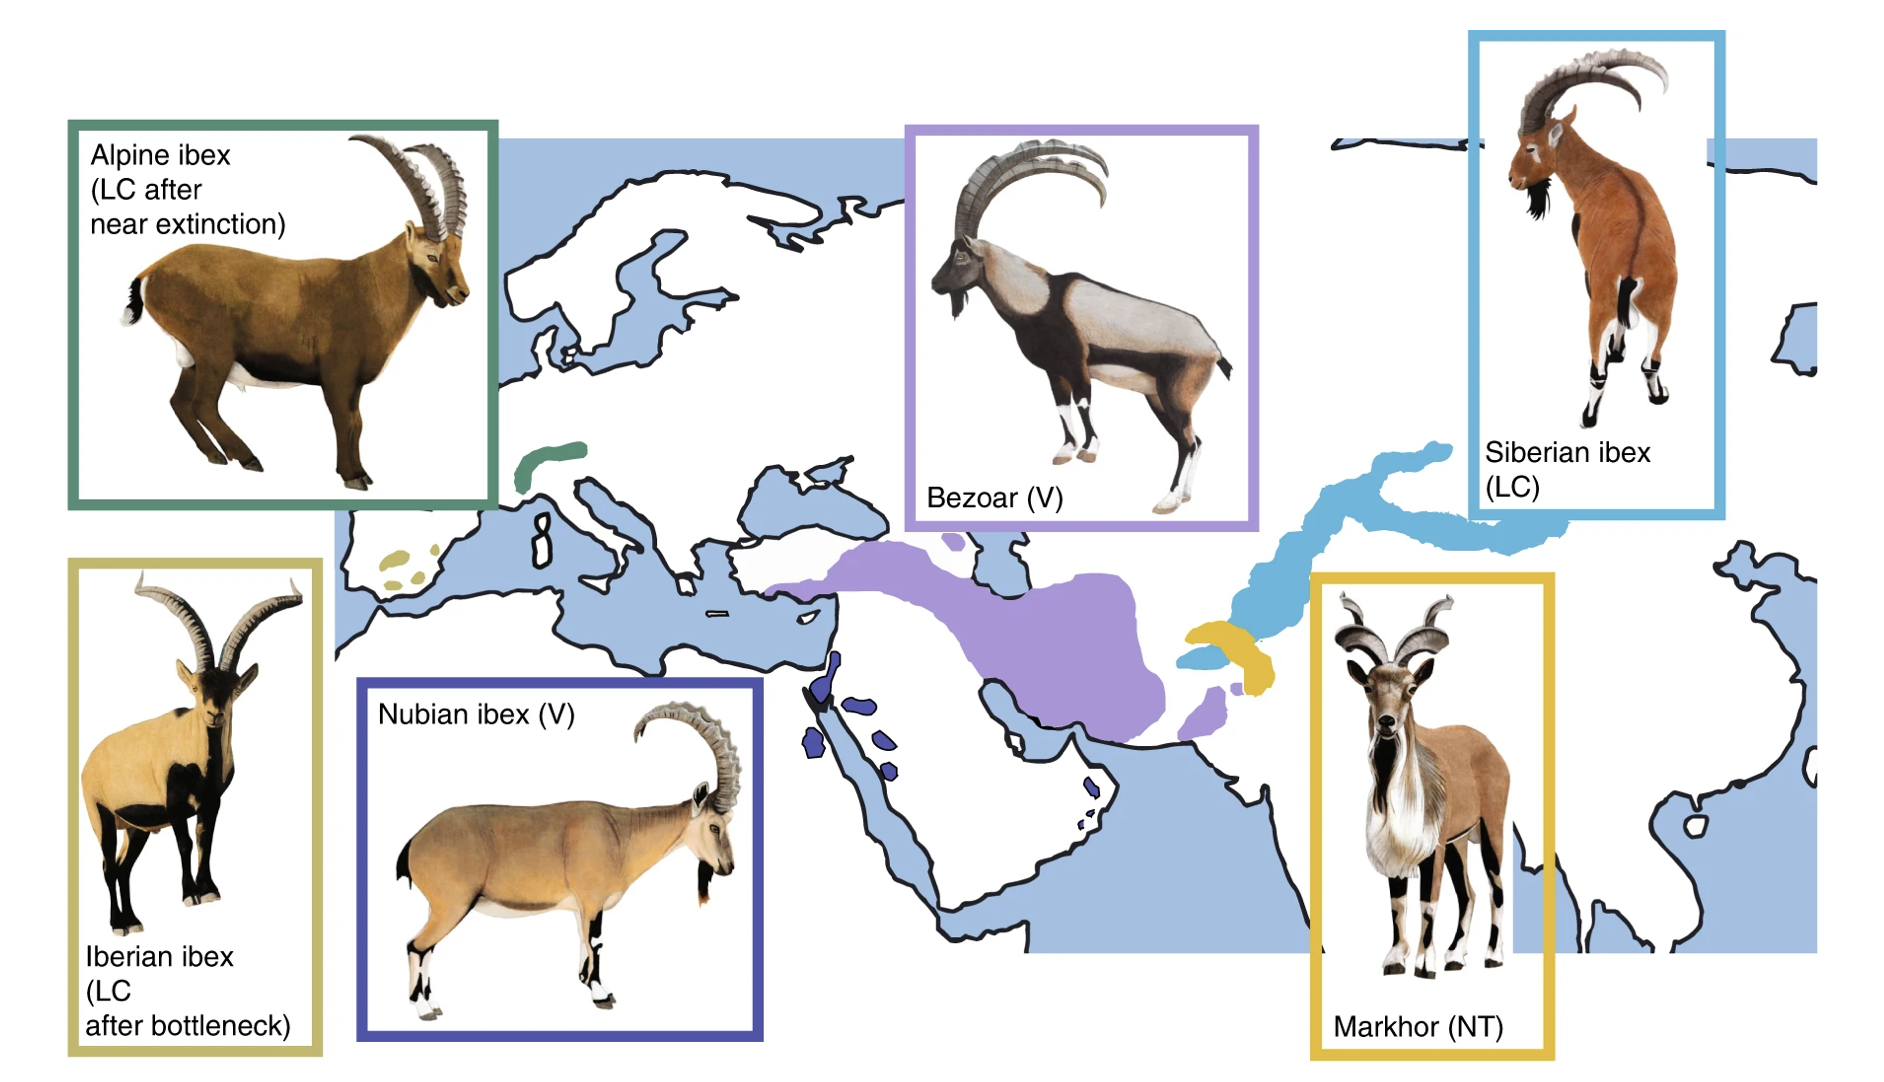 Alpine ibex
(LC after
near extinction)
Bezoar (V)
Siberian ibex
(LC)
Iberian ibex
(LC
after bottleneck)
Nubian ibex (V)
Markhor (NT)